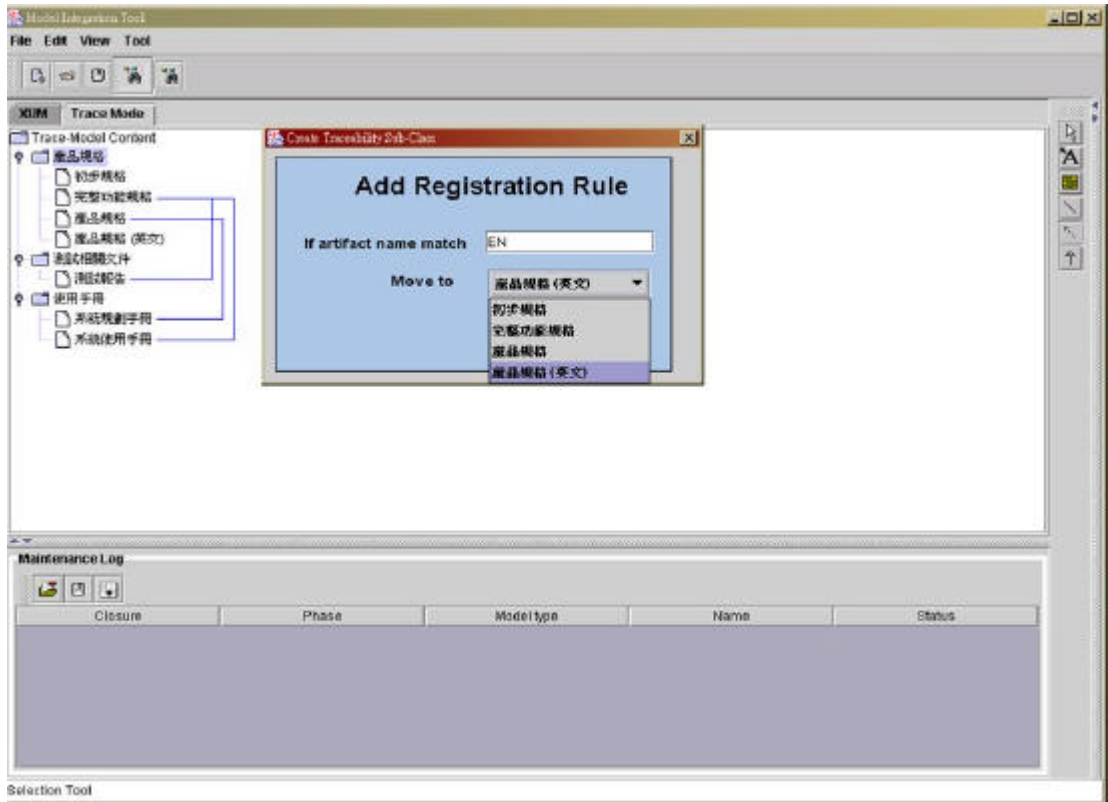 Model Integration Tool
File Edit View Tool
XUM Trace Mode
Trace-Model Content
產品規格
初步規格
完整功能規格
產品規格
產品規格 (英文)
測試相關文件
測試報告
使用手冊
系統規劃手冊
系統使用手冊
Create Traceability Sub-Class
Add Registration Rule
If artifact name match EN
Move to 產品規格 (英文)
初步規格
完整功能規格
產品規格
產品規格 (英文)
Maintenance Log
Closure Phase Model type Name Status
Selection Tool